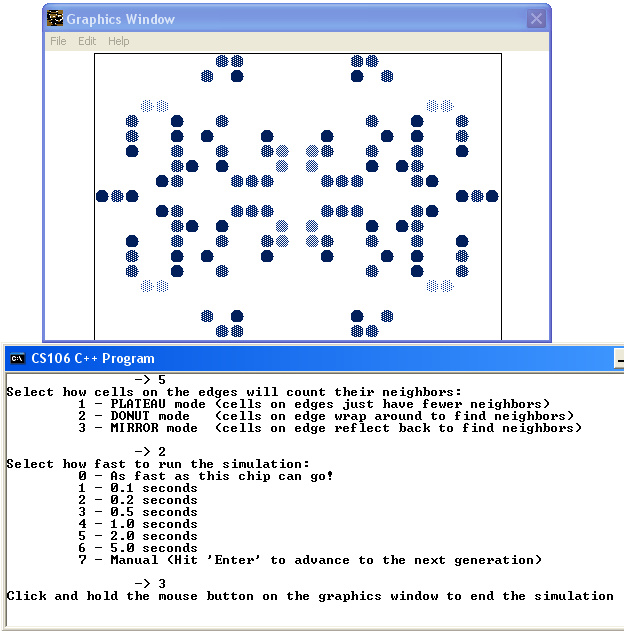 Graphics Window
File Edit Help
CS106 C++ Program
-> 5
Select how cells on the edges will count their neighbors:
1 - PLATEAU mode (cells on edges just have fewer neighbors)
2 - DONUT mode (cells on edge wrap around to find neighbors)
3 - MIRROR mode (cells on edge reflect back to find neighbors)
-> 2
Select how fast to run the simulation:
0 - As fast as this chip can go!
1 - 0.1 seconds
2 - 0.2 seconds
3 - 0.5 seconds
4 - 1.0 seconds
5 - 2.0 seconds
6 - 5.0 seconds
7 - Manual (Hit 'Enter' to advance to the next generation)
-> 3
Click and hold the mouse button on the graphics window to end the simulation